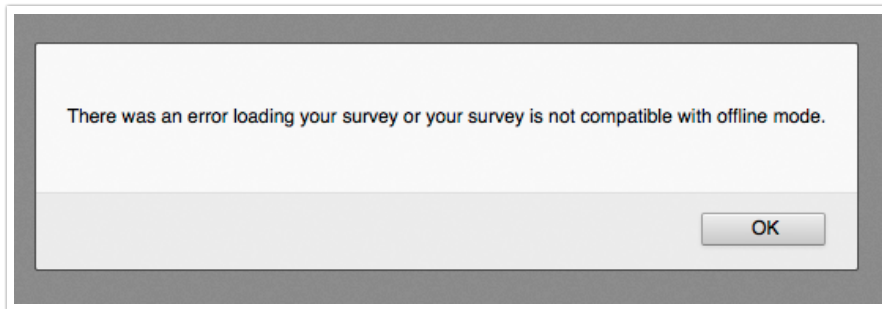 There was an error loading your survey or your survey is not compatible with offline mode.
OK